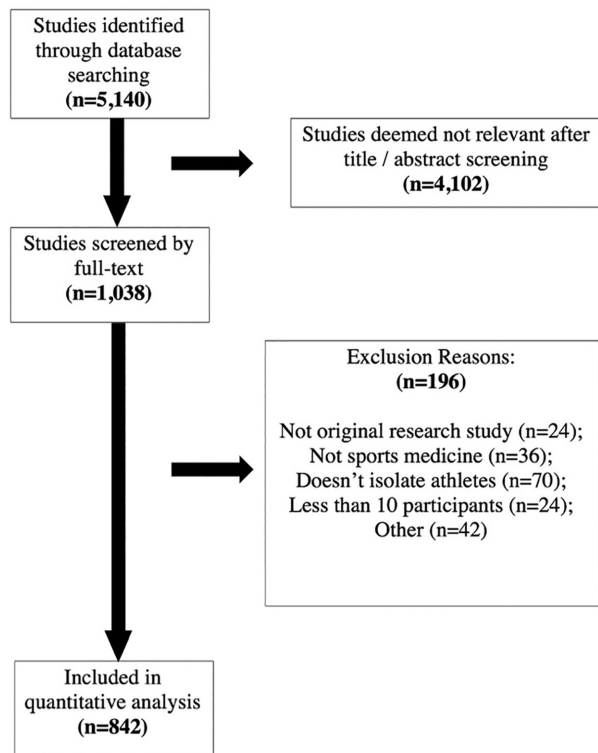 Studies identified
through database
searching
(n=5,140)
Studies deemed not relevant after
title / abstract screening
(n=4,102)
Studies screened by
full-text
(n=1,038)
Exclusion Reasons:
(n=196)
Not original research study (n=24);
Not sports medicine (n=36);
Doesn’t isolate athletes (n=70);
Less than 10 participants (n=24);
Other (n=42)
Included in
quantitative analysis
(n=842)